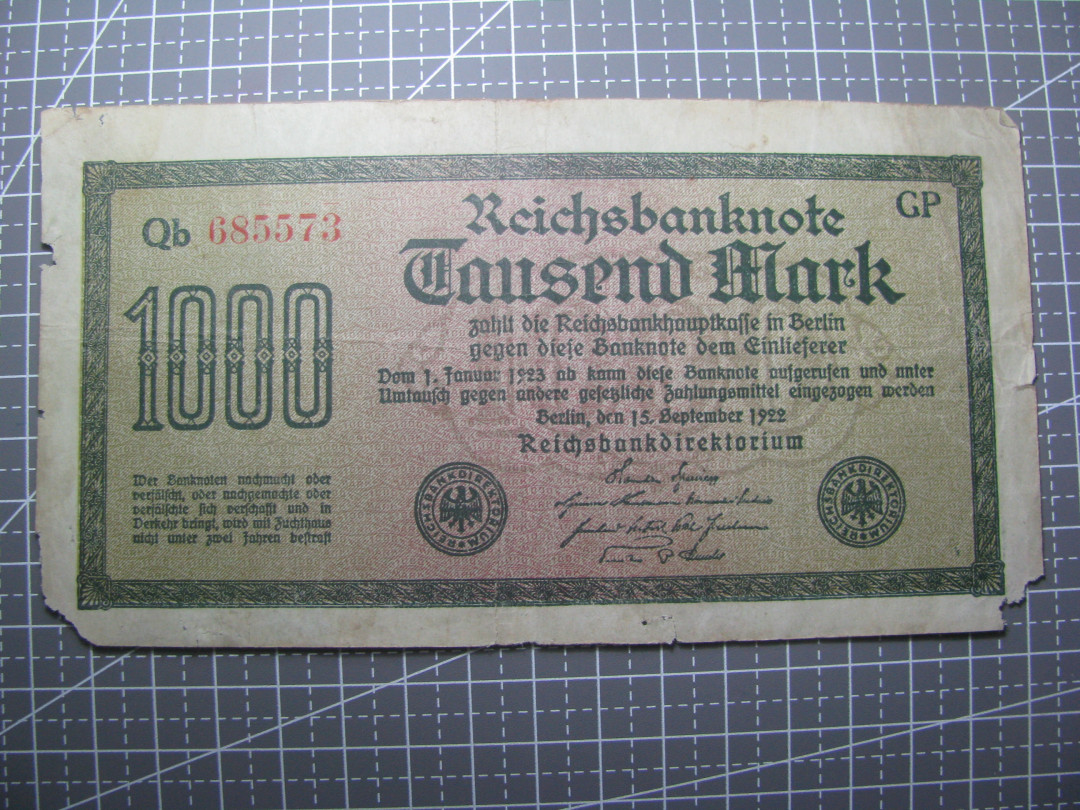 Reichsbanknote
GP
Qb 685573
Tausend Mark
1000
zahlt die Reichsbankhauptkasse in Berlin
gegen diese Banknote dem Einlieferer
Vom 1. Januar 1923 ab kann diese Banknote aufgerufen und unter
Umtausch gegen andere gesetzliche Zahlungsmittel eingezogen werden
Berlin, den 15. September 1922
Reichsbankdirektorium
Wer Banknoten nachmacht oder
verfälscht, oder nachgemachte oder
verfälschte sich verschafft und in
Verkehr bringt, wird mit Zuchthaus
nicht unter zwei Jahren bestraft
REICHSBANKDIREKTORIUM
REICHSBANKDIREKTORIUM